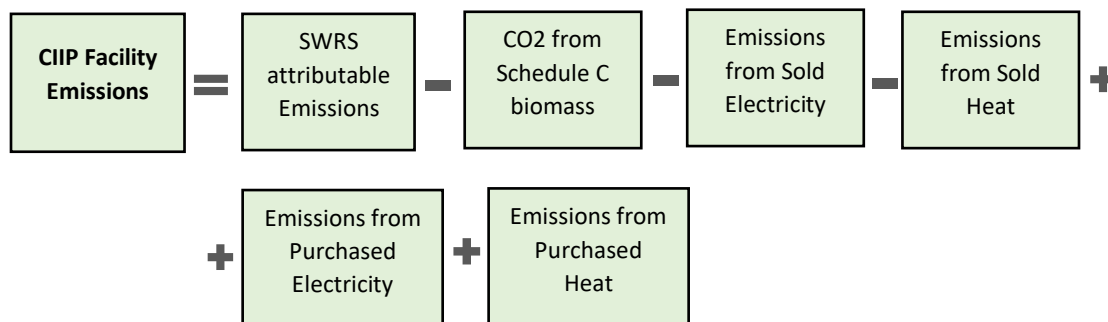 CIIP Facility
Emissions
=
SWRS
attributable
Emissions
-
CO2 from
Schedule C
biomass
-
Emissions
from Sold
Electricity
-
Emissions
from Sold
Heat
+
+
Emissions from
Purchased
Electricity
+
Emissions from
Purchased
Heat